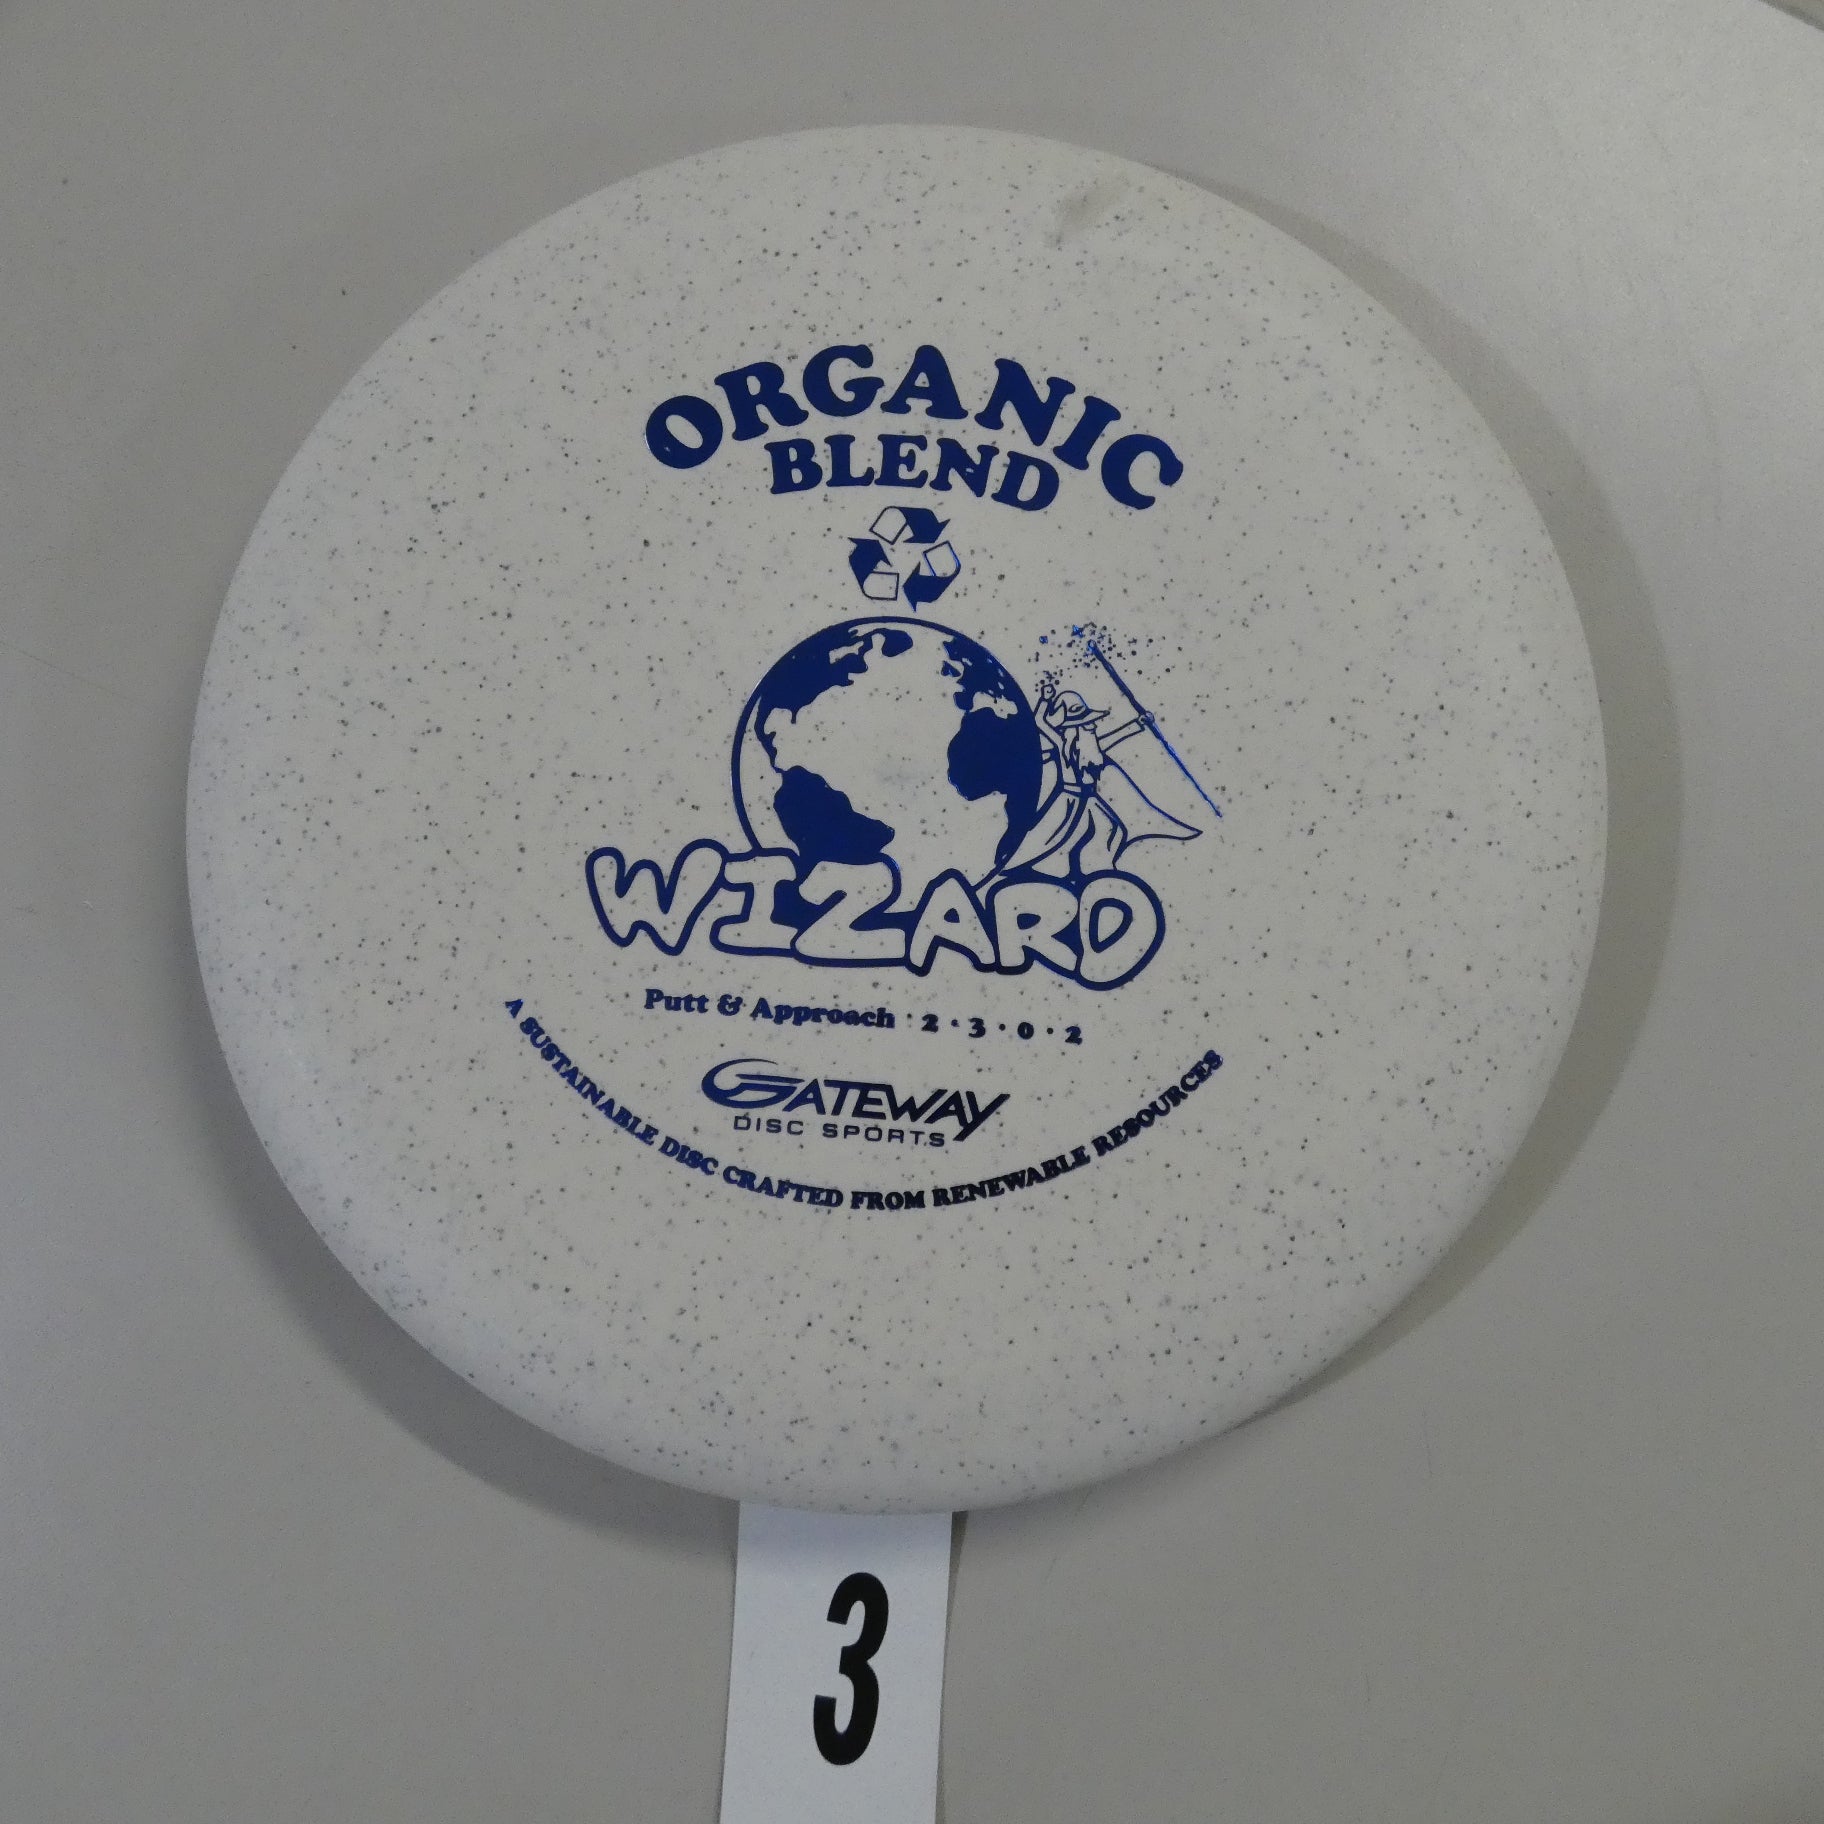 ORGANIC
BLEND
WIZARD
Putt & Approach · 2 · 3 · 0 · 2
GATEWAY
DISC SPORTS
A SUSTAINABLE DISC CRAFTED FROM RENEWABLE RESOURCES
3